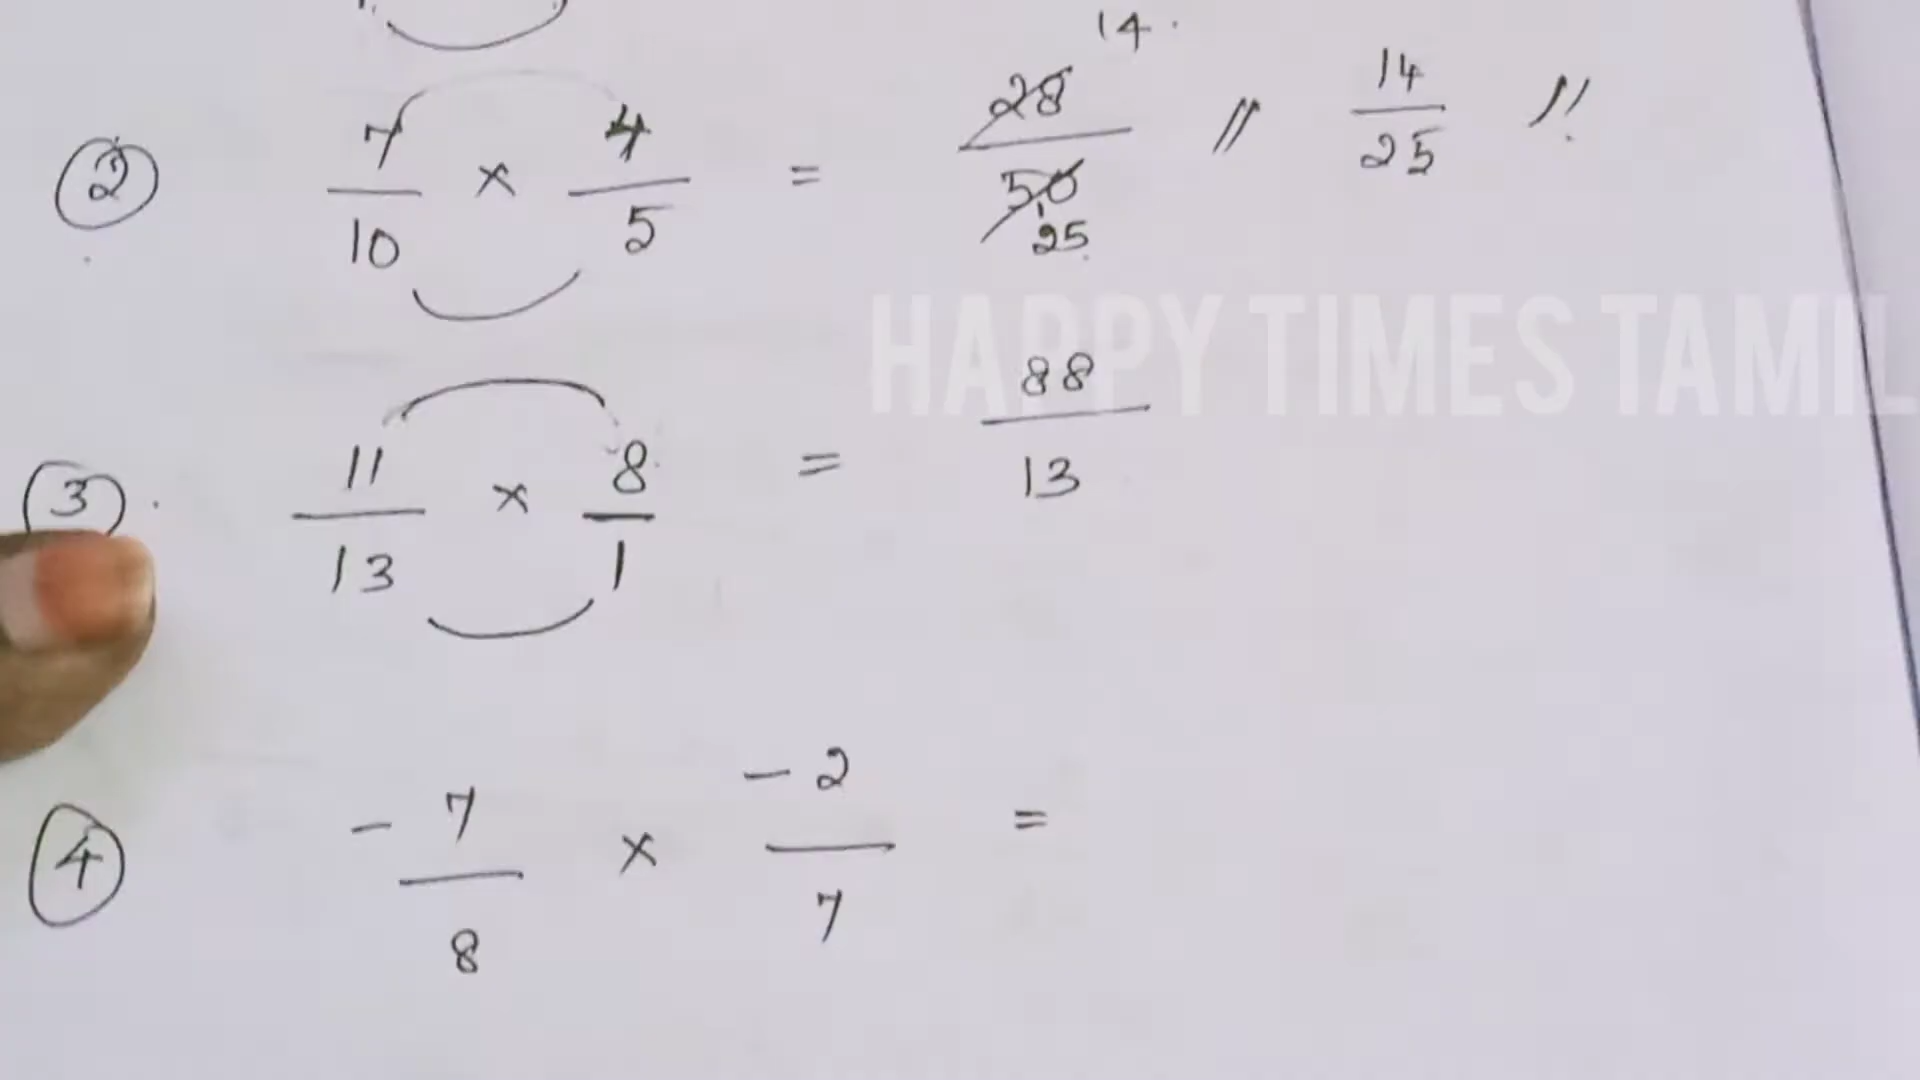 ② 7/10 × 4/5 = 28/50 14 25 // 14/25 //
HAPPY TIMES TAMIL
③ 11/13 × 8/1 = 88/13
④ - 7/8 × -2/7 =